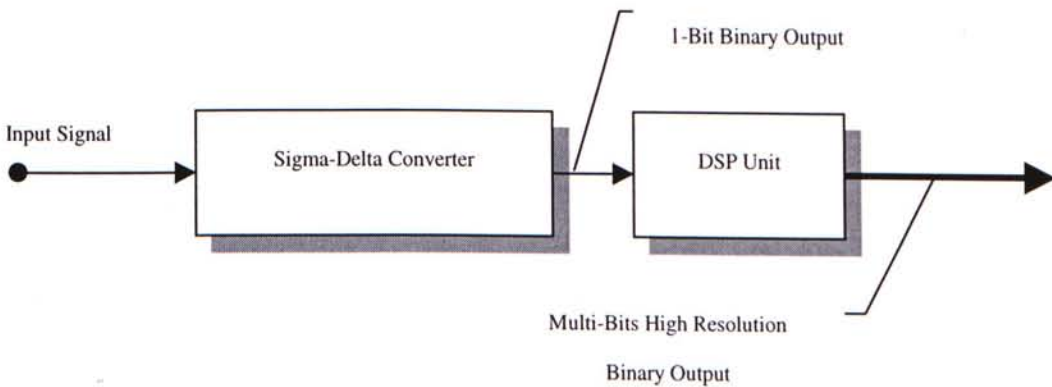 1-Bit Binary Output
Input Signal
Sigma-Delta Converter
DSP Unit
Multi-Bits High Resolution
Binary Output